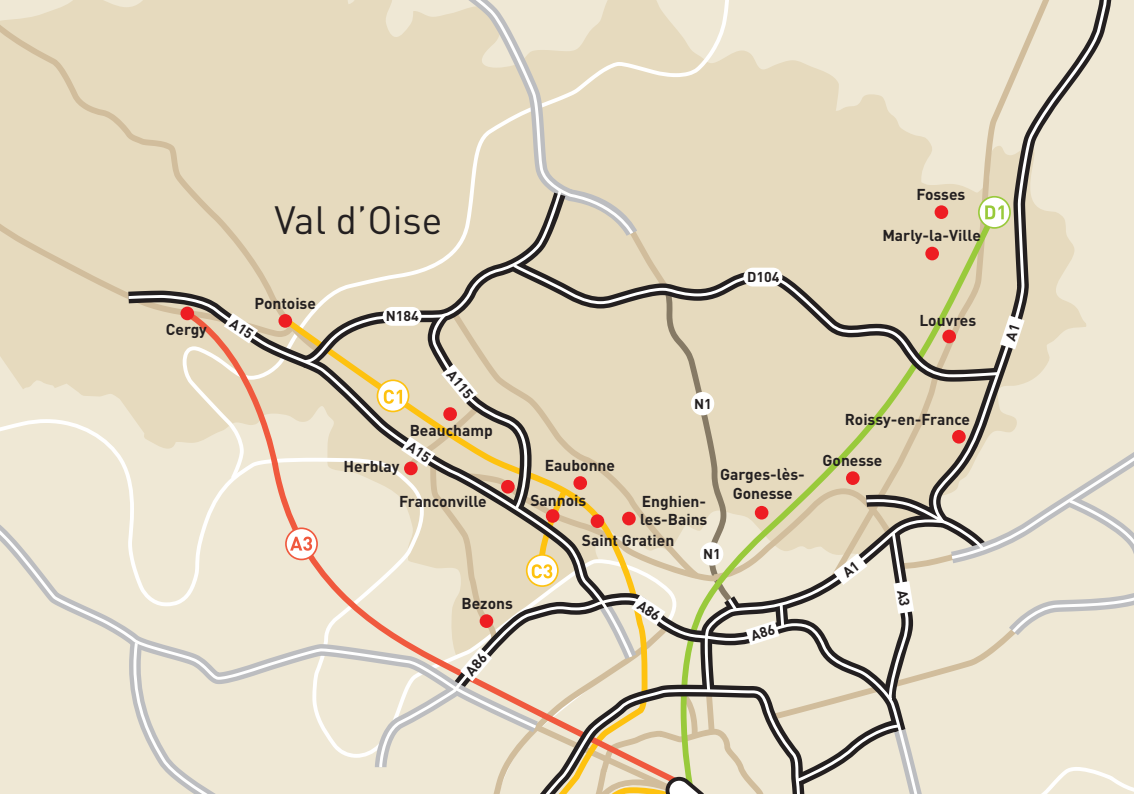 Fosses
D1
Val d'Oise
Marly-la-Ville
D104
Pontoise
Cergy
A15
N184
Louvres
A1
A115
C1
N1
Beauchamp
Roissy-en-France
A15
Herblay
Eaubonne
Gonesse
Franconville
Sannois
Garges-lès-
Gonesse
Enghien-
les-Bains
Saint Gratien
A3
C3
N1
A1
A3
Bezons
A86
A86
A86